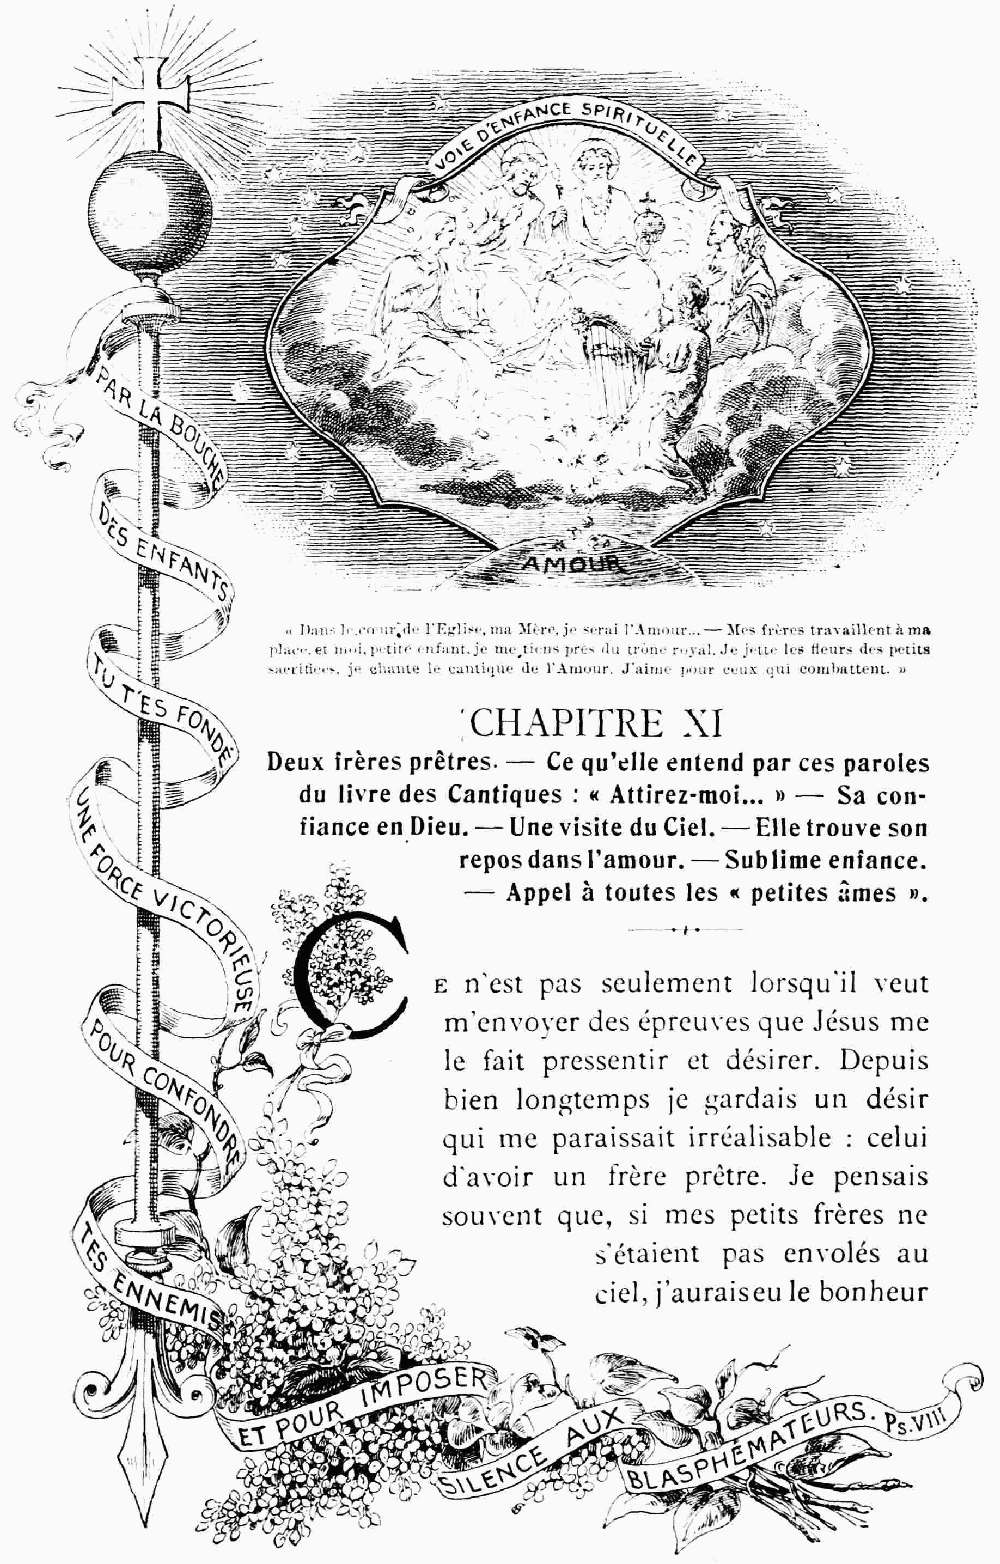 VOIE D'ENFANCE SPIRITUELLE
AMOUR
PAR LA BOUCHE
DES ENFANTS
TU T'ES FONDÉ
UNE FORCE VICTORIEUSE
POUR CONFONDRE
TES ENNEMIS
ET POUR IMPOSER
SILENCE AUX
BLASPHÉMATEURS. Ps. VIII
« Dans le cœur de l'Eglise, ma Mère, je serai l'Amour... — Mes frères travaillent à ma
place, et moi, petite enfant, je me tiens près du trône royal. Je jette les fleurs des petits
sacrifices, je chante le cantique de l'Amour. J'aime pour ceux qui combattent. »
CHAPITRE XI
Deux frères prêtres. — Ce qu'elle entend par ces paroles
du livre des Cantiques : « Attirez-moi... » — Sa con-
fiance en Dieu. — Une visite du Ciel. — Elle trouve son
repos dans l'amour. — Sublime enfance.
— Appel à toutes les « petites âmes ».
CE n'est pas seulement lorsqu'il veut
m'envoyer des épreuves que Jésus me
le fait pressentir et désirer. Depuis
bien longtemps je gardais un désir
qui me paraissait irréalisable : celui
d'avoir un frère prêtre. Je pensais
souvent que, si mes petits frères ne
s'étaient pas envolés au
ciel, j'aurais eu le bonheur